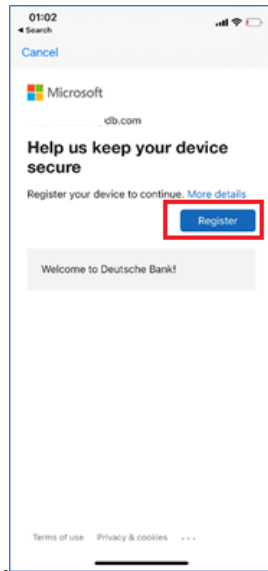 01:02
Search
Cancel
Microsoft
db.com
Help us keep your device
secure
Register your device to continue. More details
Register
Welcome to Deutsche Bank!
Terms of use Privacy & cookies ...